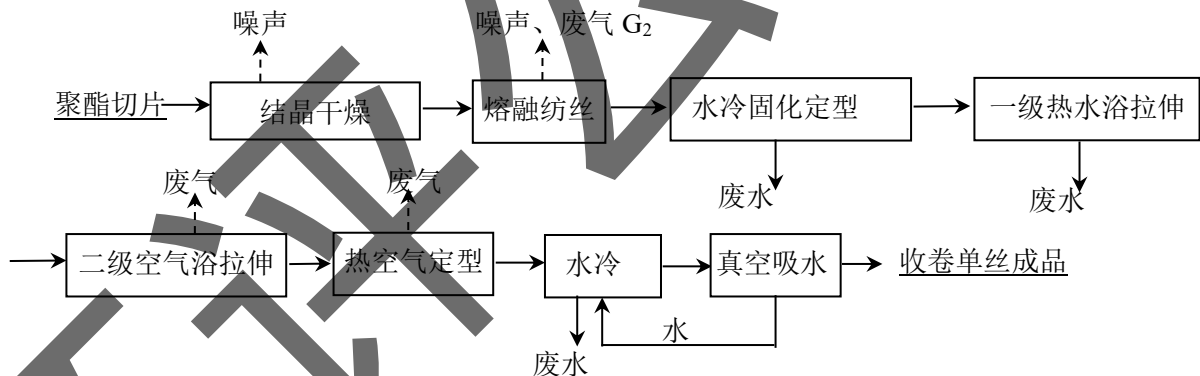 噪声 噪声、废气 G₂
聚酯切片 结晶干燥 熔融纺丝 水冷固化定型 一级热水浴拉伸
废气 废气 废水 废水
二级空气浴拉伸 热空气定型 水冷 真空吸水 收卷单丝成品
水
废水